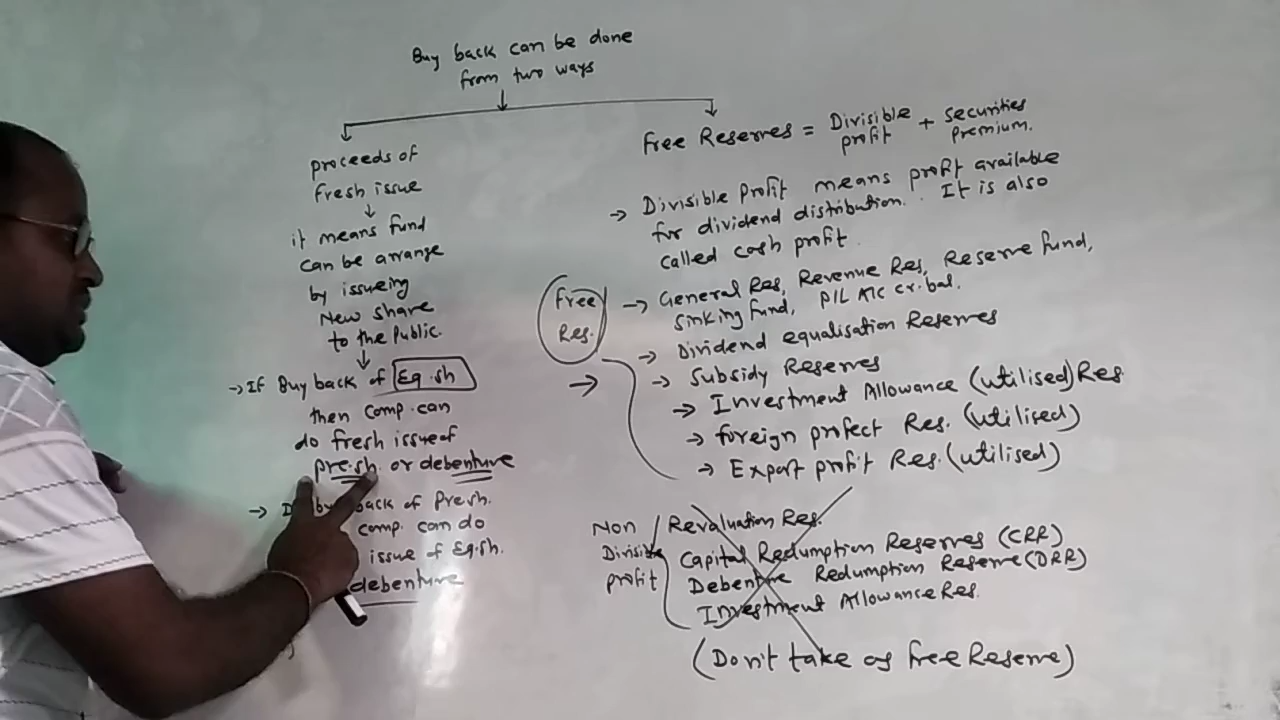 Buy back can be done
from two ways
proceeds of
fresh issue
it means fund
can be arrange
by issueing
New share
to the Public.
→ If Buy back of Eq.sh
then comp. can
do fresh issue of
pre.sh. or debenture
→ back of Presh.
comp. can do
issue of Eq.sh.
debenture
Free Reserves = Divisible profit + securities premium.
→ Divisible Profit means profit available
for dividend distribution. It is also
called cash profit.
Free
Res.
→ General Res, Revenue Res, Reserve fund,
sinking fund, P/L A/C cr. bal.
→ Dividend equalisation Reserves
→ Subsidy Reserves
→ Investment Allowance (utilised) Res
→ foreign profect Res. (utilised)
→ Export profit Res. (utilised)
Non
Divisible
profit
Revaluation Res.
Capital Redumption Reserves (CRR)
Debenture Redumption Reserve (DRR)
Investment Allowance Res.
(Don't take as free Reserve)